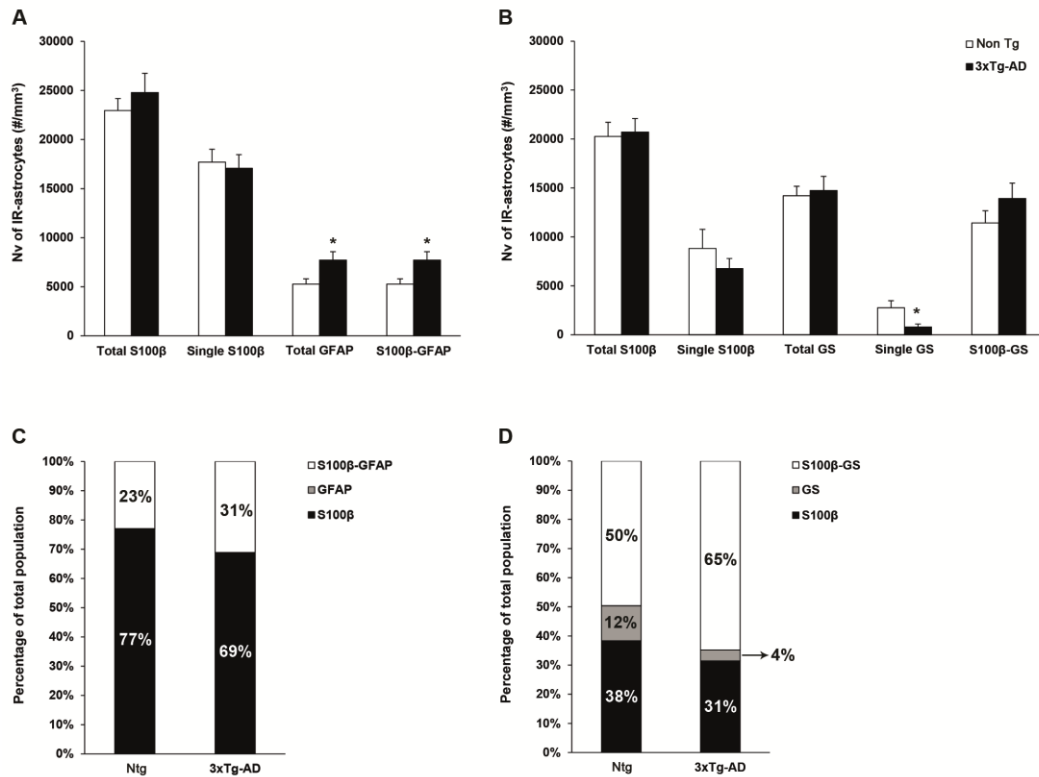 A
30000
25000
20000
15000
10000
5000
0
Nv of IR-astrocytes (#/mm³)
Total S100β Single S100β Total GFAP S100β-GFAP
* *
B
30000
25000
20000
15000
10000
5000
0
Nv of IR-astrocytes (#/mm³)
Non Tg
3xTg-AD
*
Total S100β Single S100β Total GS Single GS S100β-GS
C
100%
90%
80%
70%
60%
50%
40%
30%
20%
10%
0%
Percentage of total population
23% 31%
77% 69%
Ntg 3xTg-AD
S100β-GFAP
GFAP
S100β
D
100%
90%
80%
70%
60%
50%
40%
30%
20%
10%
0%
Percentage of total population
50% 65%
12% 4%
38% 31%
Ntg 3xTg-AD
S100β-GS
GS
S100β